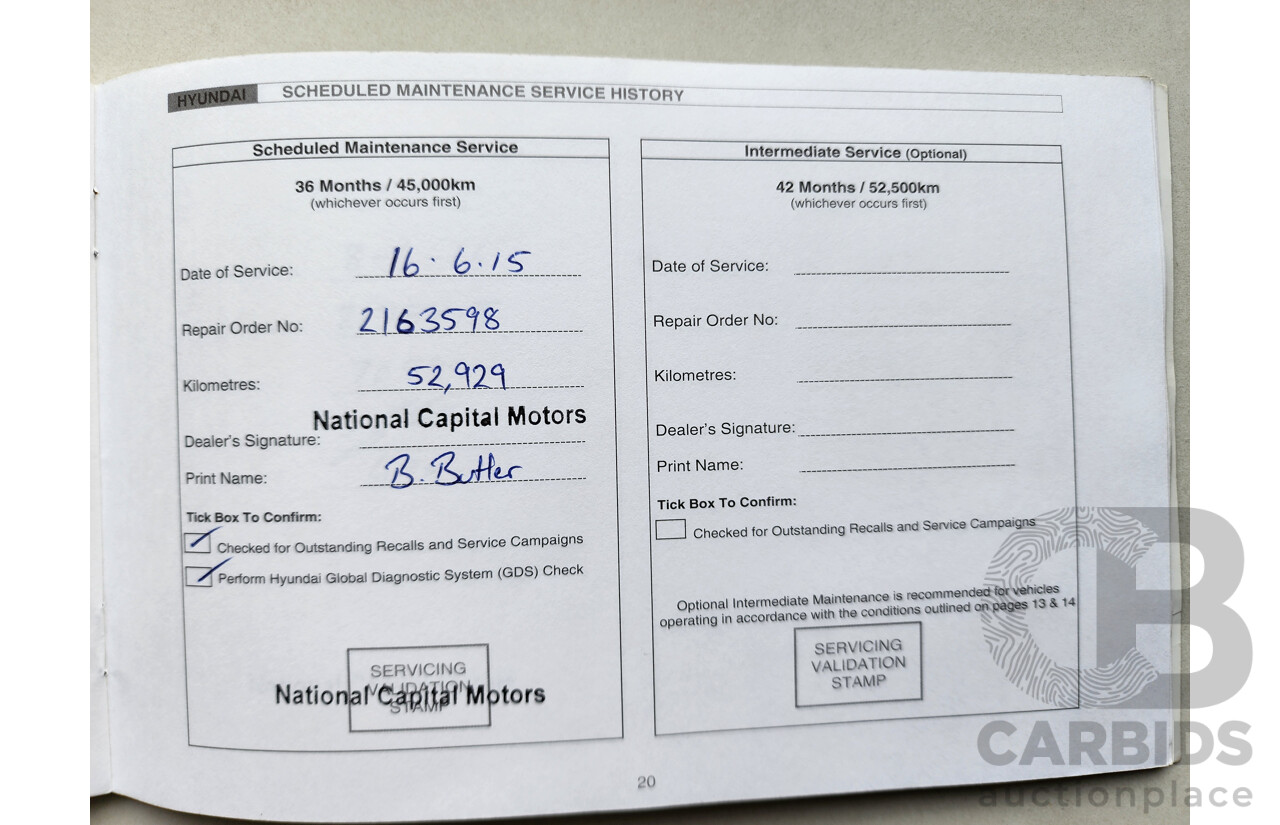 HYUNDAI SCHEDULED MAINTENANCE SERVICE HISTORY
Scheduled Maintenance Service
36 Months / 45,000km
(whichever occurs first)
Date of Service: 16.6.15
Repair Order No: 2163598
Kilometres: 52,929
National Capital Motors
Dealer's Signature:
Print Name: B. Butler
Tick Box To Confirm:
Checked for Outstanding Recalls and Service Campaigns
Perform Hyundai Global Diagnostic System (GDS) Check
SERVICING
VALIDATION
STAMP
National Capital Motors
Intermediate Service (Optional)
42 Months / 52,500km
(whichever occurs first)
Date of Service:
Repair Order No:
Kilometres:
Dealer's Signature:
Print Name:
Tick Box To Confirm:
Checked for Outstanding Recalls and Service Campaigns
Optional Intermediate Maintenance is recommended for vehicles
operating in accordance with the conditions outlined on pages 13 & 14
SERVICING
VALIDATION
STAMP
20
CB
CARBIDS
auctionplace